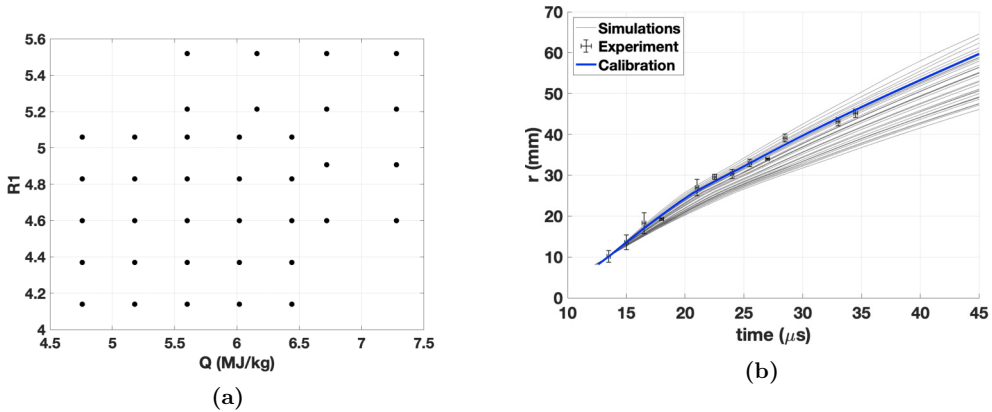 5.6
5.4
5.2
5
4.8
4.6
4.4
4.2
4
R1
4.5 5 5.5 6 6.5 7 7.5
Q (MJ/kg)
(a)
70
60
50
40
30
20
10
0
r (mm)
Simulations
Experiment
Calibration
10 15 20 25 30 35 40 45
time (μs)
(b)